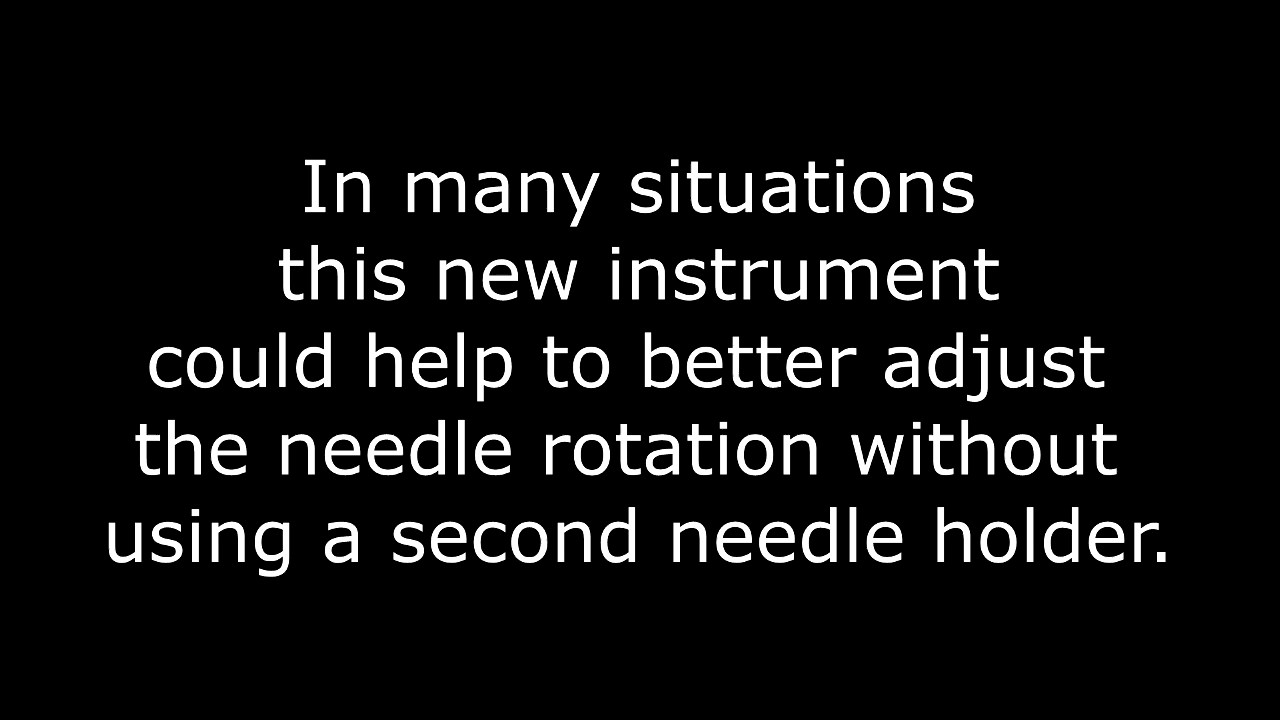 In many situations
this new instrument
could help to better adjust
the needle rotation without
using a second needle holder.